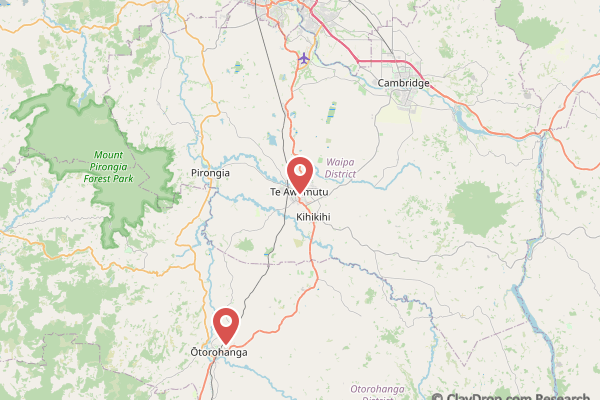 Cambridge
Mount
Pirongia
Forest Park
Pirongia
Waipa
District
Te Awamutu
Kihikihi
Ōtorohanga
Otorohanga
District
© ClayDrop.com Research